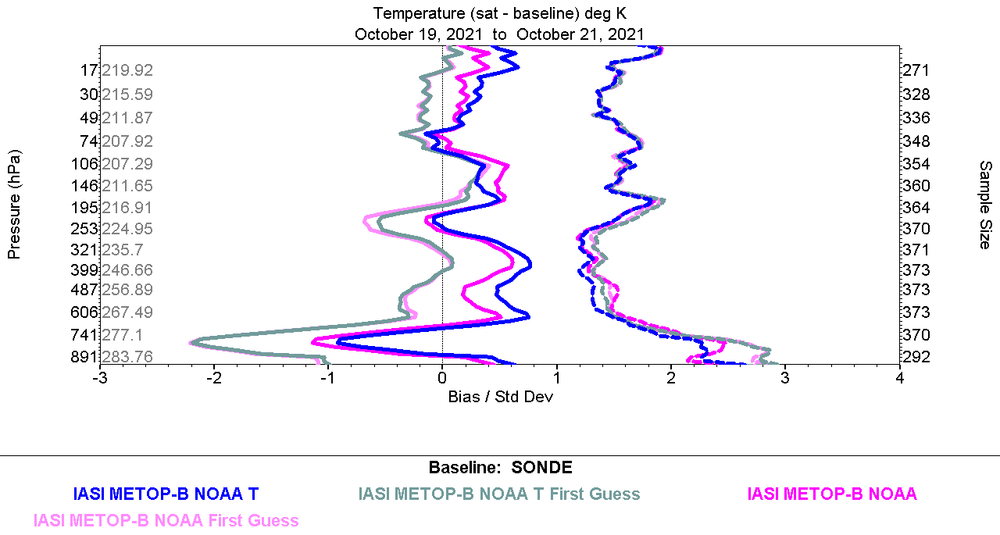 Temperature (sat - baseline) deg K
October 19, 2021 to October 21, 2021
Pressure (hPa)
Sample Size
17 219.92 271
30 215.59 328
49 211.87 336
74 207.92 348
106 207.29 354
146 211.65 360
195 216.91 364
253 224.95 370
321 235.7 371
399 246.66 373
487 256.89 373
606 267.49 373
741 277.1 370
891 283.76 292
-3 -2 -1 0 1 2 3 4
Bias / Std Dev
Baseline: SONDE
IASI METOP-B NOAA T IASI METOP-B NOAA T First Guess IASI METOP-B NOAA
IASI METOP-B NOAA First Guess